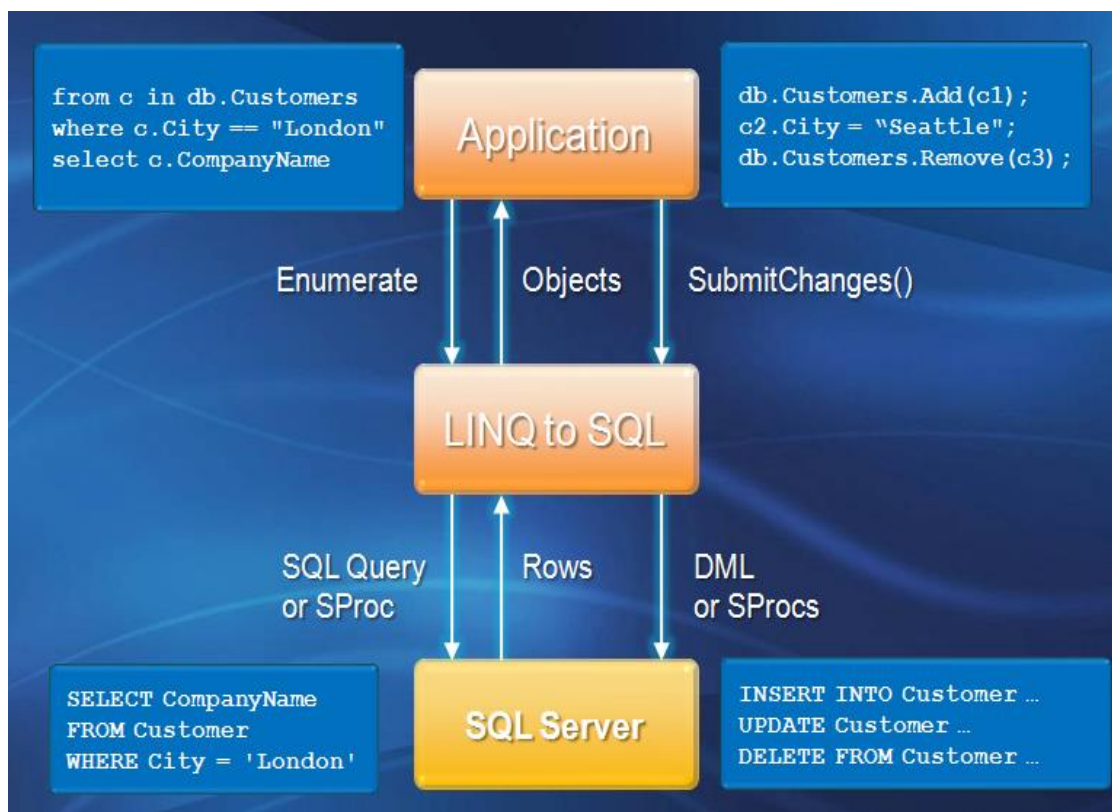 from c in db.Customers
where c.City == "London"
select c.CompanyName
Application
db.Customers.Add(c1);
c2.City = “Seattle";
db.Customers.Remove(c3);
Enumerate
Objects
SubmitChanges()
LINQ to SQL
SQL Query
or SProc
Rows
DML
or SProcs
SELECT CompanyName
FROM Customer
WHERE City = 'London'
SQL Server
INSERT INTO Customer …
UPDATE Customer …
DELETE FROM Customer …